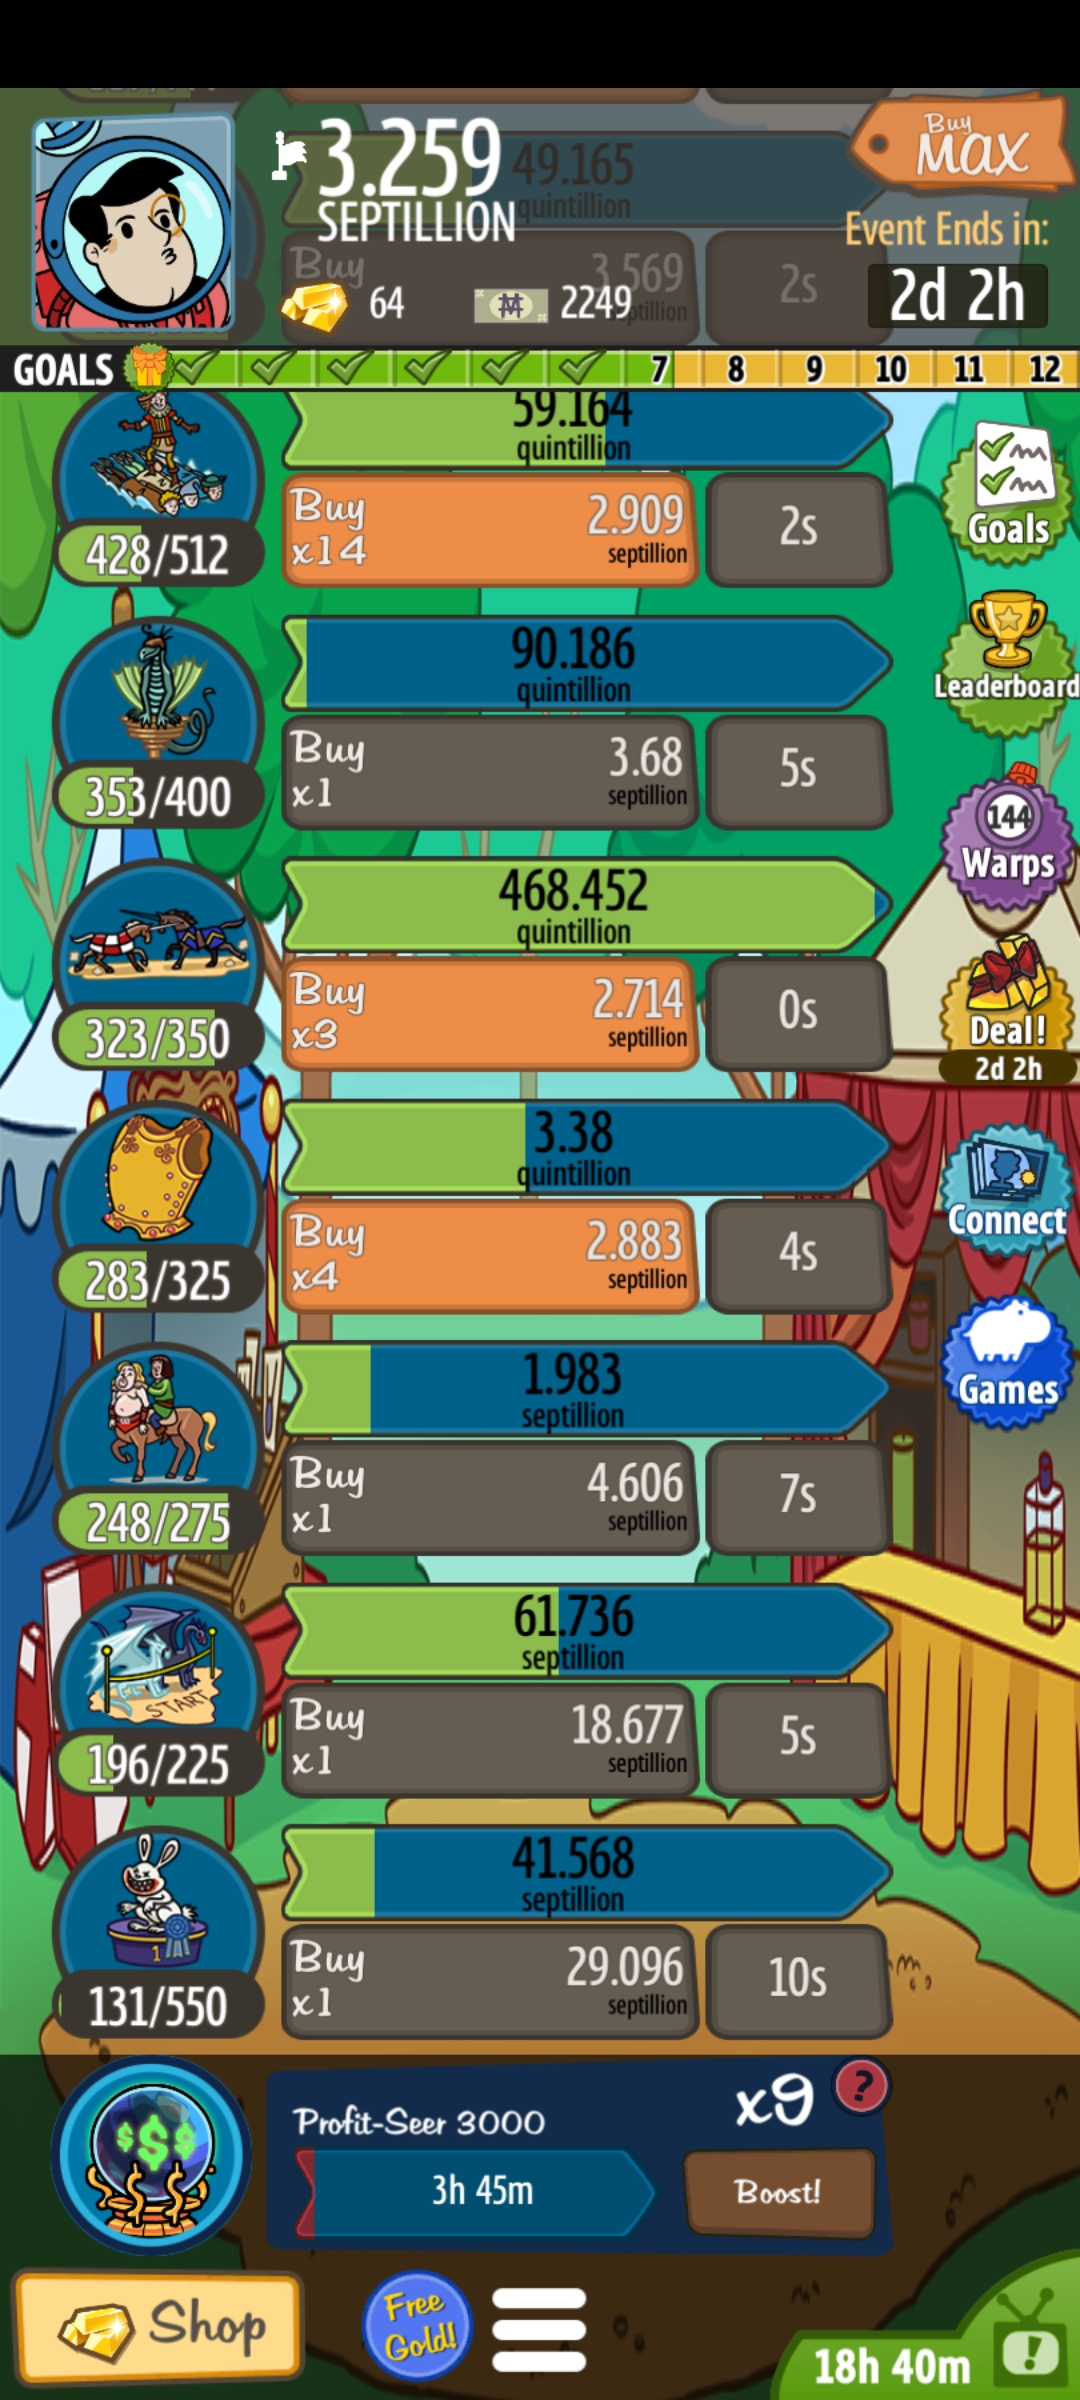 3.259
SEPTILLION
49.165
quintillion
Buy
3.569
2s
64
2249
Buy
MAX
Event Ends in:
2d 2h
GOALS
7 8 9 10 11 12
59.164
quintillion
428/512
Buy
x14
2.909
septillion
2s
90.186
quintillion
353/400
Buy
x1
3.68
septillion
5s
468.452
quintillion
323/350
Buy
x3
2.714
septillion
0s
3.38
quintillion
283/325
Buy
x4
2.883
septillion
4s
1.983
septillion
248/275
Buy
x1
4.606
septillion
7s
61.736
septillion
START
196/225
Buy
x1
18.677
septillion
5s
41.568
septillion
1
131/550
Buy
x1
29.096
septillion
10s
Goals
Leaderboard
144
Warps
Deal!
2d 2h
Connect
Games
$$$
Profit-Seer 3000
x9
?
3h 45m
Boost!
Shop
Free
Gold!
18h 40m
!